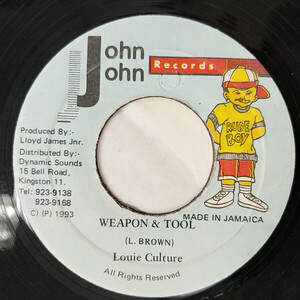 John
John
Records
RUDE
BOY
Produced By:-
Lloyd James Jnr.
Distributed By:-
Dynamic Sounds
15 Bell Road,
Kingston 11.
Tel: 923-9138
923-9168
C) (P) 1993
MADE IN JAMAICA
WEAPON & TOOL
(L. BROWN)
Louie Culture
All Rights Reserved